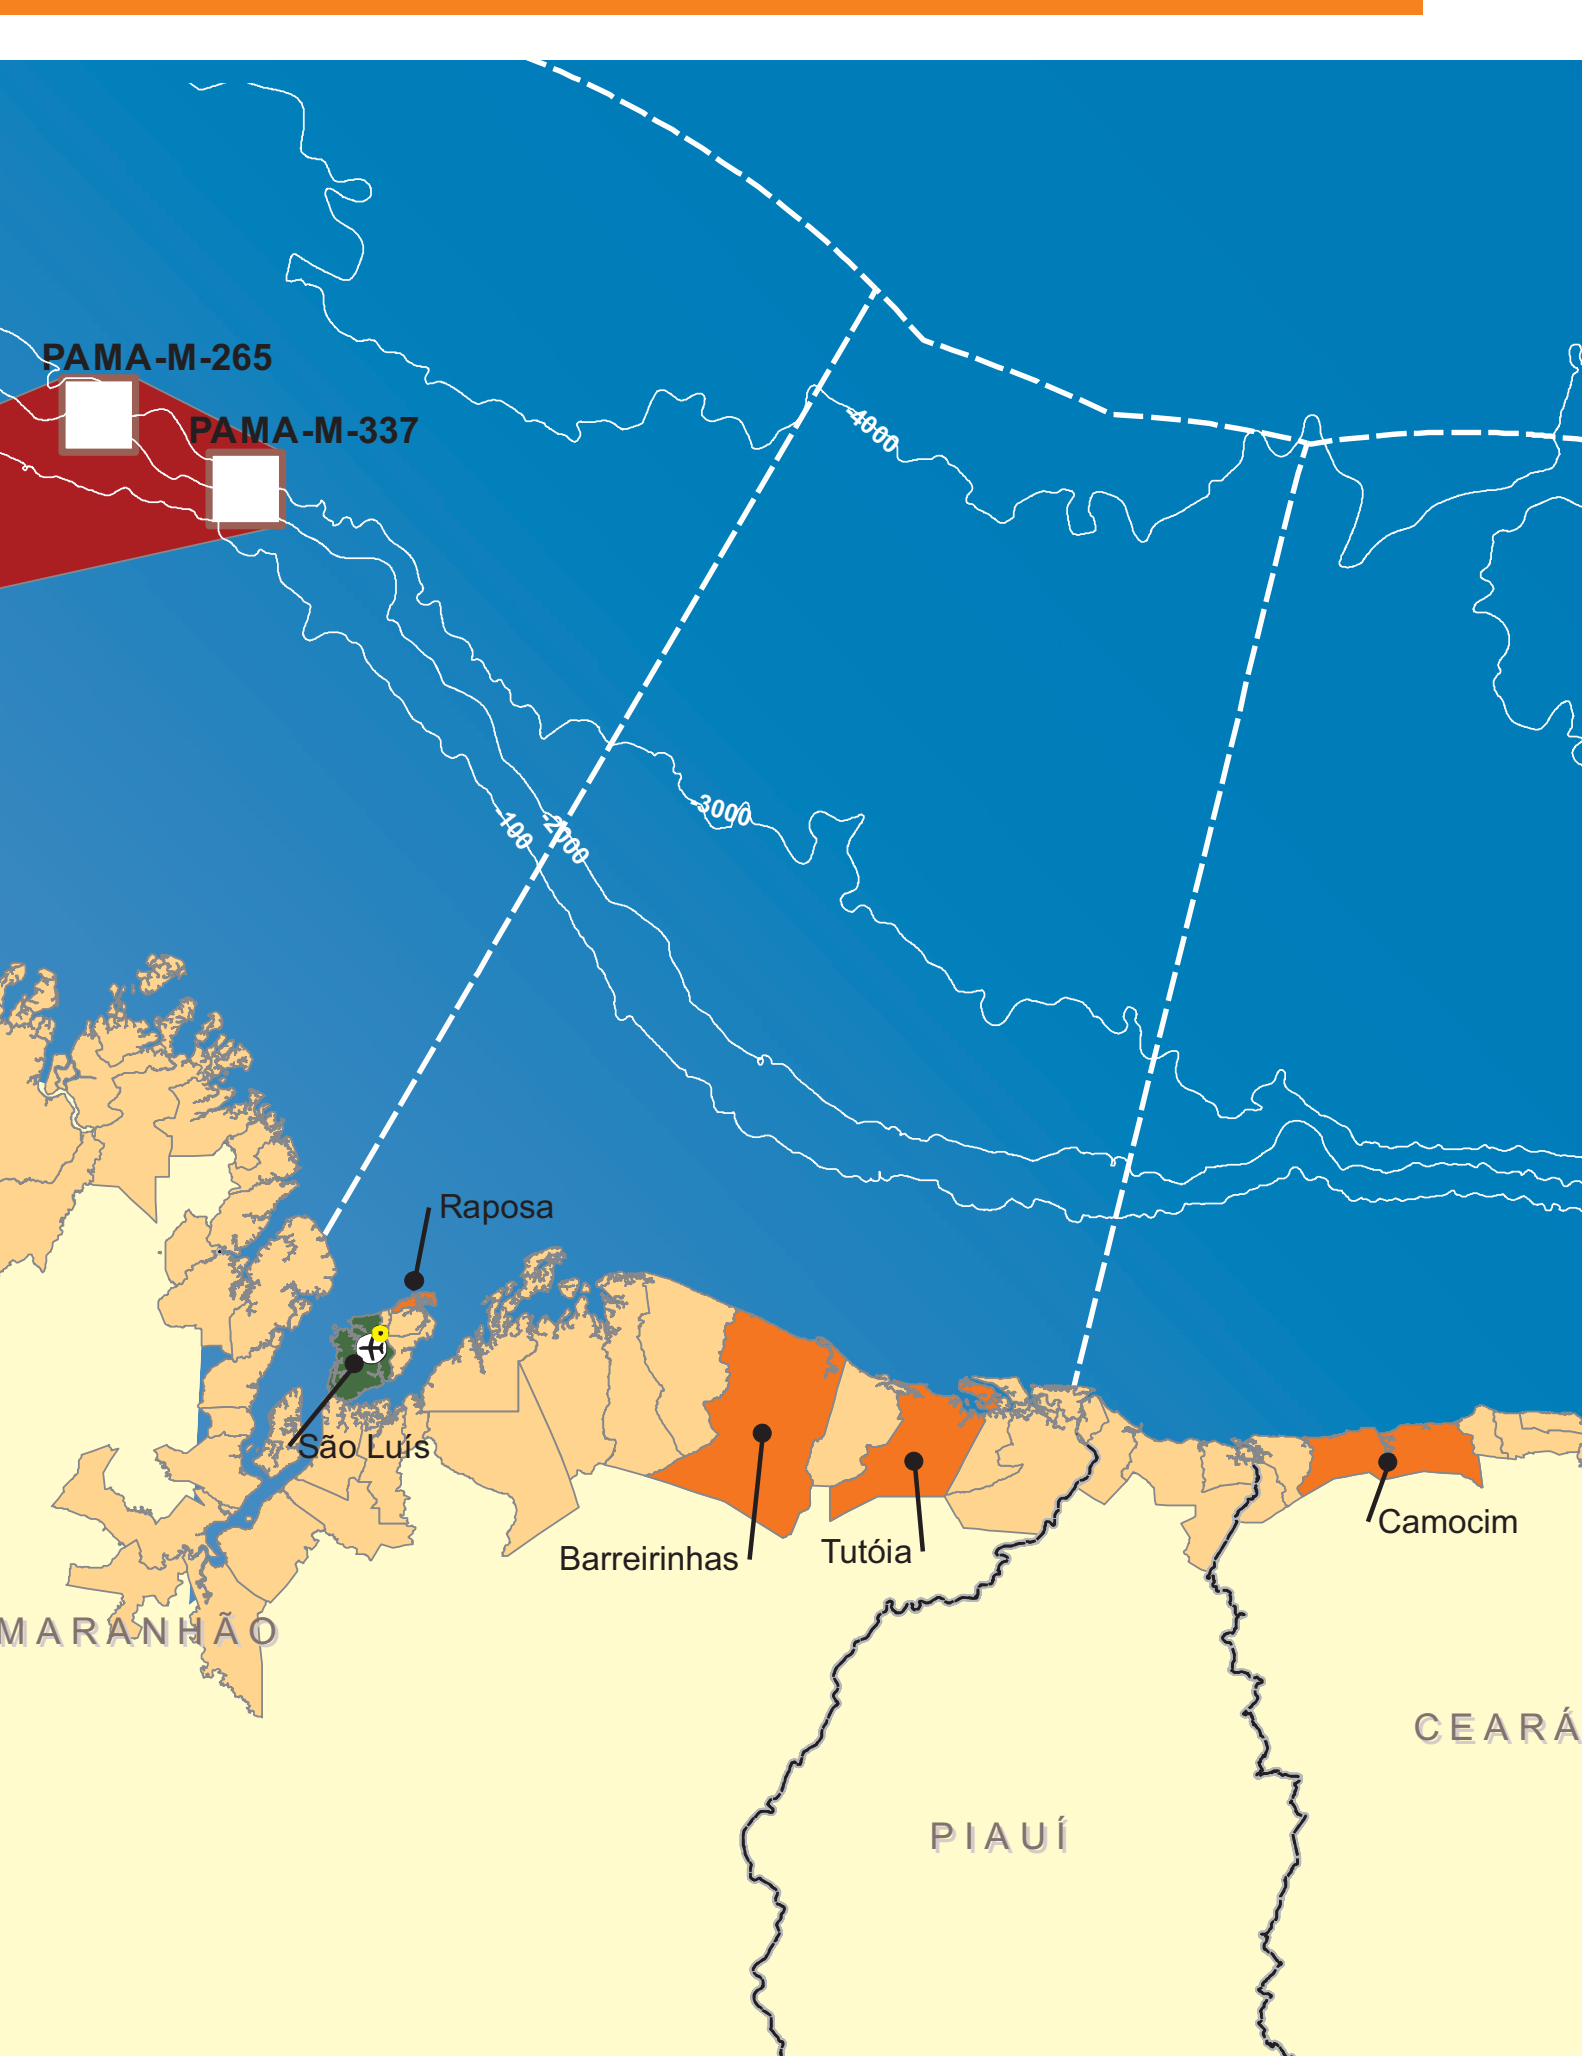 PAMA-M-265
PAMA-M-337
-4000
-3000
-100
-2000
Raposa
São Luís
Barreirinhas
Tutóia
Camocim
MARANHÃO
CEARÁ
PIAUÍ